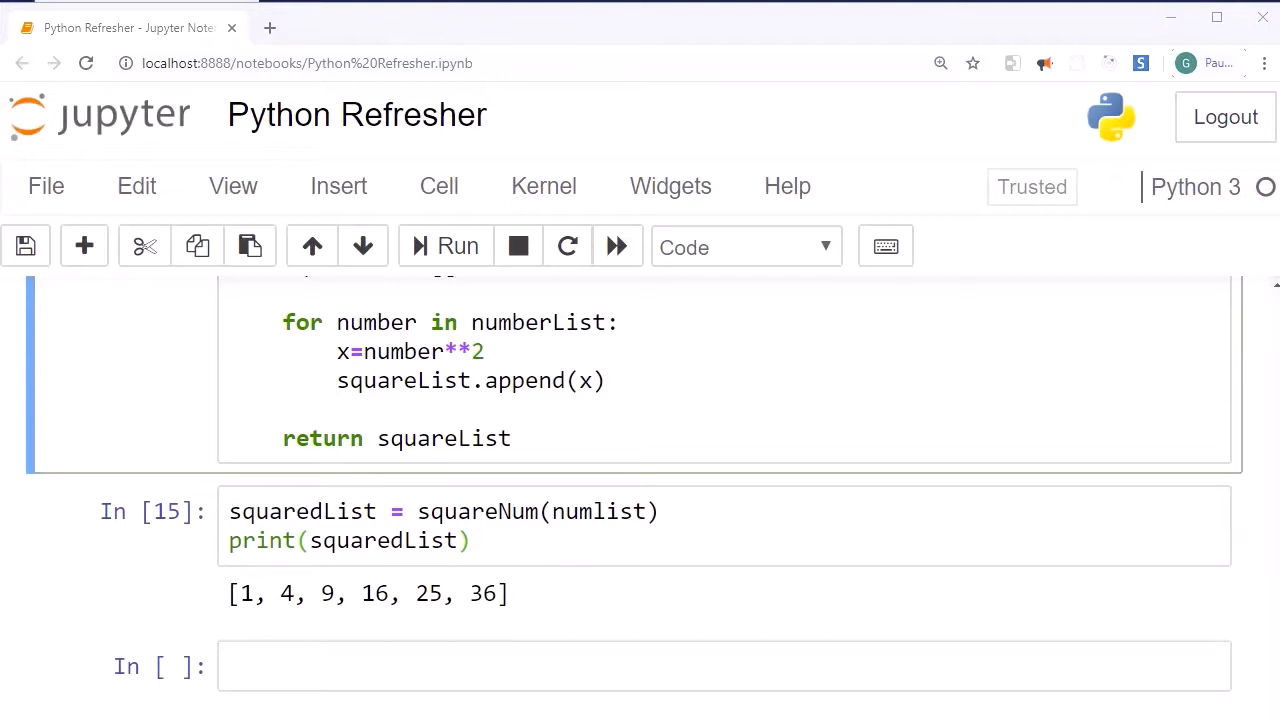 Python Refresher - Jupyter Note
localhost:8888/notebooks/Python%20Refresher.ipynb
S
G
Pau...
jupyter
Python Refresher
Logout
File Edit View Insert Cell Kernel Widgets Help
Trusted
Python 3
Run
Code
for number in numberList:
x=number**2
squareList.append(x)
return squareList
In [15]:
squaredList = squareNum(numlist)
print(squaredList)
[1, 4, 9, 16, 25, 36]
In [ ]: